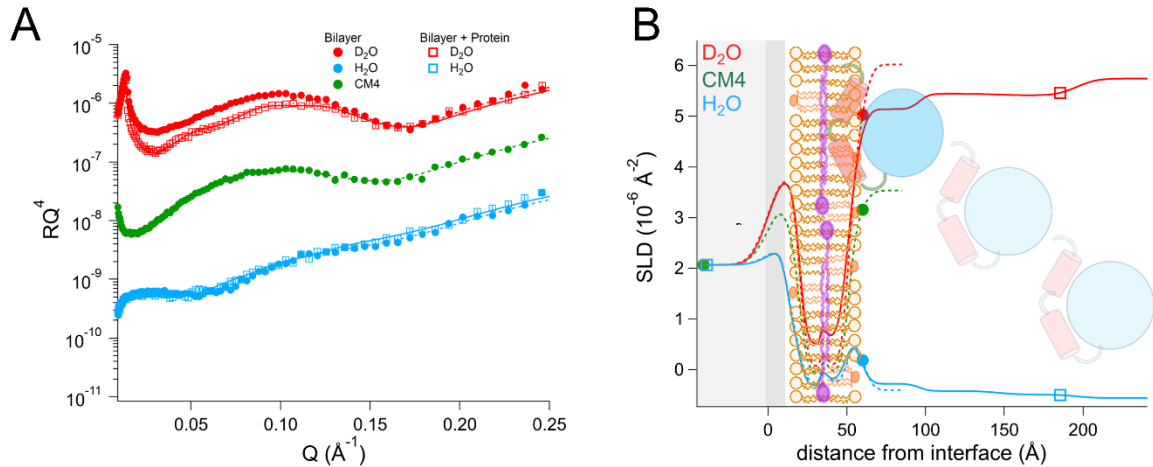 A
Bilayer
Bilayer + Protein
D₂O
D₂O
H₂O
H₂O
CM4
RQ⁴
10⁻⁵
10⁻⁶
10⁻⁷
10⁻⁸
10⁻⁹
10⁻¹⁰
10⁻¹¹
0.05
0.10
0.15
0.20
0.25
Q (Å⁻¹)
B
D₂O
CM4
H₂O
SLD (10⁻⁶ Å⁻²)
6
5
4
3
2
1
0
0
50
100
150
200
distance from interface (Å)